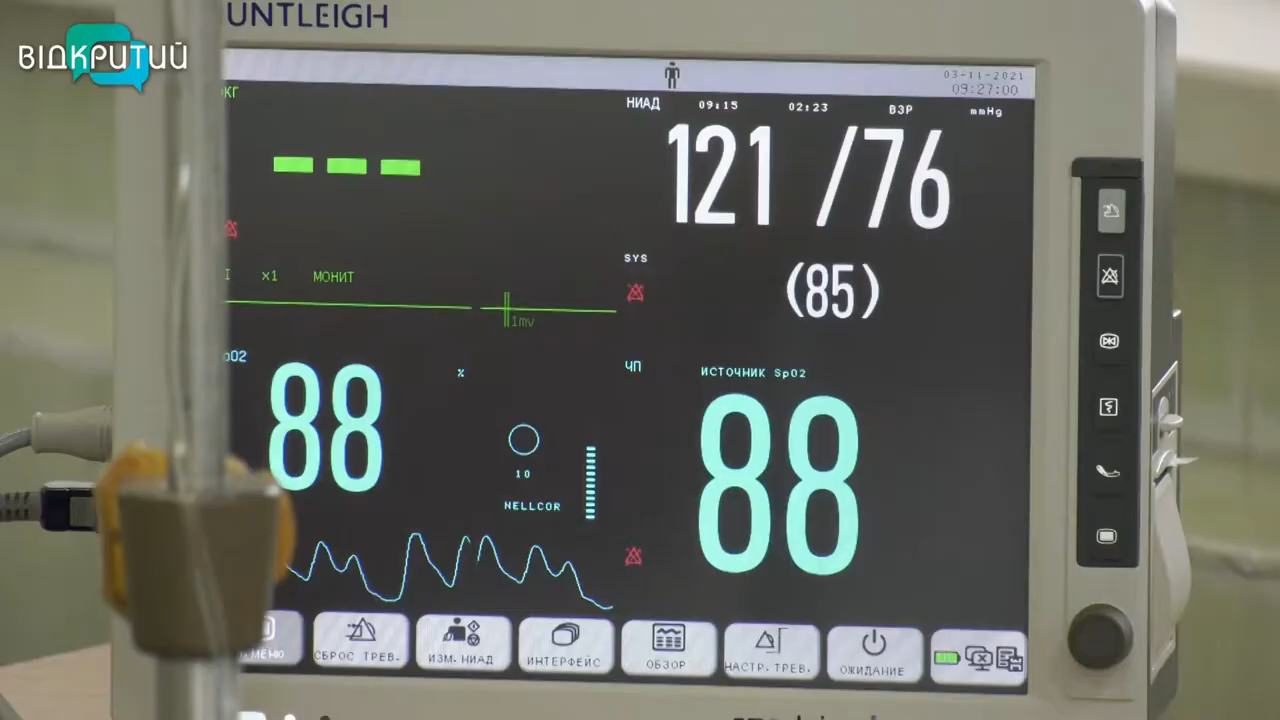 UNTLEIGH
ВІДКРИТИЙ
03-11-2021
09:27:00
КГ
НИАД 09:15 02:23 ВЗР mmHg
121 /76
SYS
(85)
I x1 МОНИТ
1mv
pO2 88 %
ЧП
ИСТОЧНИК SpO2
88
10
NELLCOR
МЕНЮ
СБРОС ТРЕВ.
ИЗМ. НИАД
ИНТЕРФЕЙС
ОБЗОР
НАСТР. ТРЕВ.
ОЖИДАНИЕ